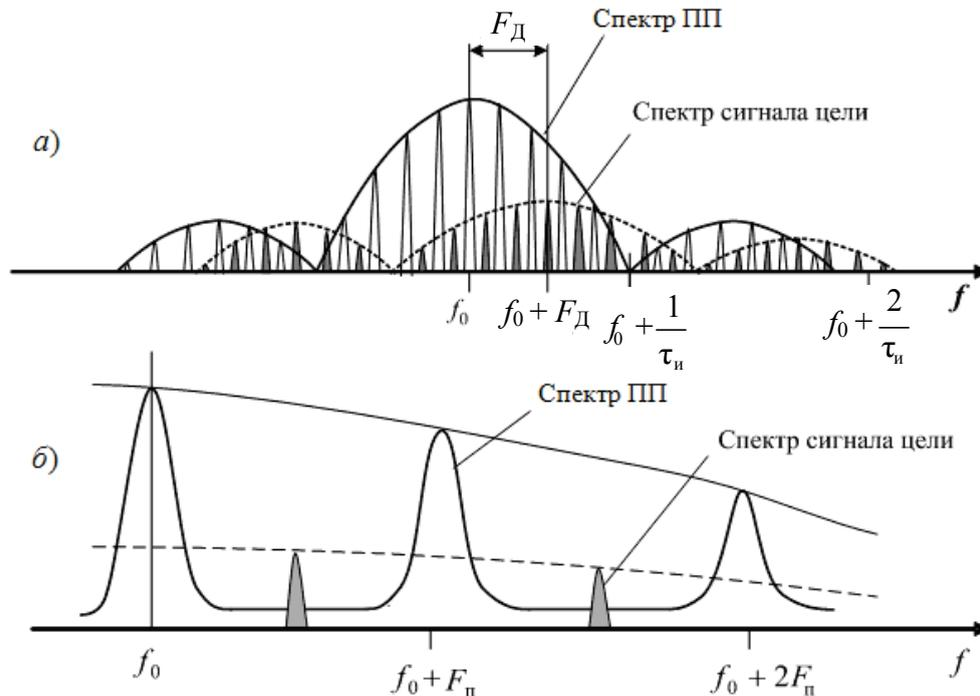 Спектр ПП
F_Д
Спектр сигнала цели
а)
f
f₀
f₀ + F_Д
f₀ + 1/τ_и
f₀ + 2/τ_и
Спектр ПП
Спектр сигнала цели
б)
f₀
f₀ + F_п
f₀ + 2F_п
f